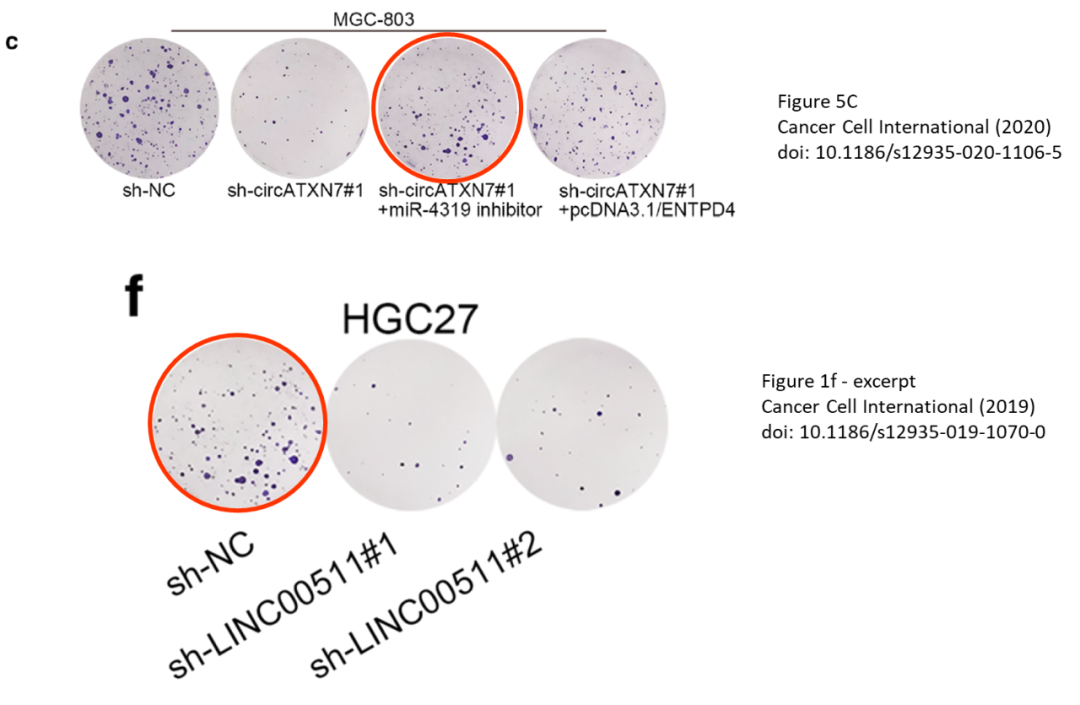 c
MGC-803
sh-NC
sh-circATXN7#1
sh-circATXN7#1
+miR-4319 inhibitor
sh-circATXN7#1
+pcDNA3.1/ENTPD4
Figure 5C
Cancer Cell International (2020)
doi: 10.1186/s12935-020-1106-5
f
HGC27
sh-NC
sh-LINC00511#1
sh-LINC00511#2
Figure 1f - excerpt
Cancer Cell International (2019)
doi: 10.1186/s12935-019-1070-0